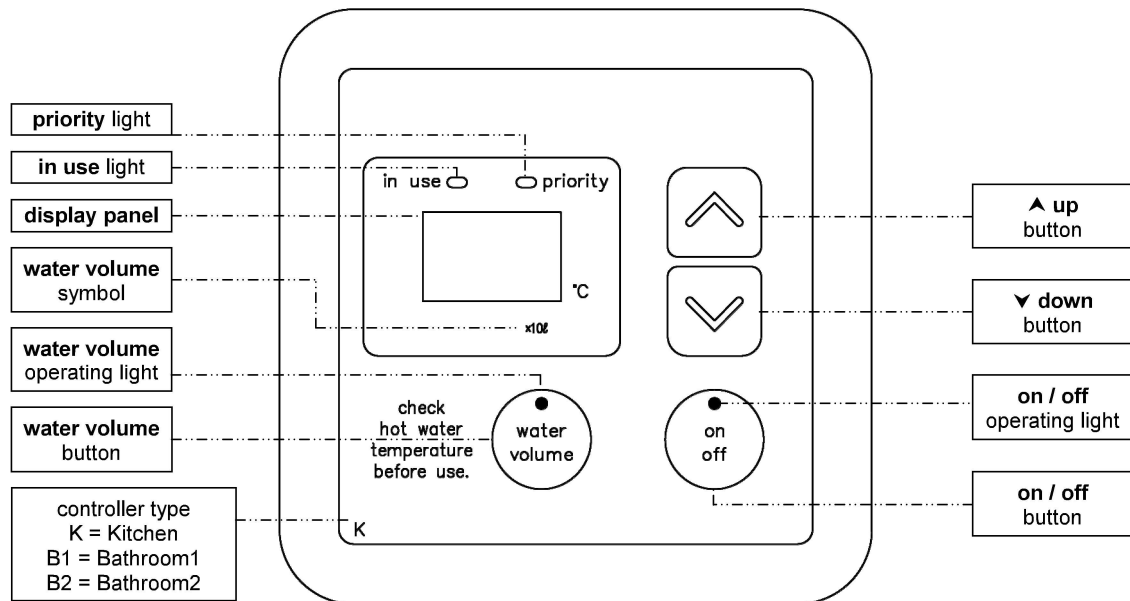 priority light
in use light
display panel
water volume
symbol
water volume
operating light
water volume
button
controller type
K = Kitchen
B1 = Bathroom1
B2 = Bathroom2
in use
priority
°C
×10ℓ
check
hot water
temperature
before use.
water
volume
on
off
K
⮝ up
button
⮟ down
button
on / off
operating light
on / off
button